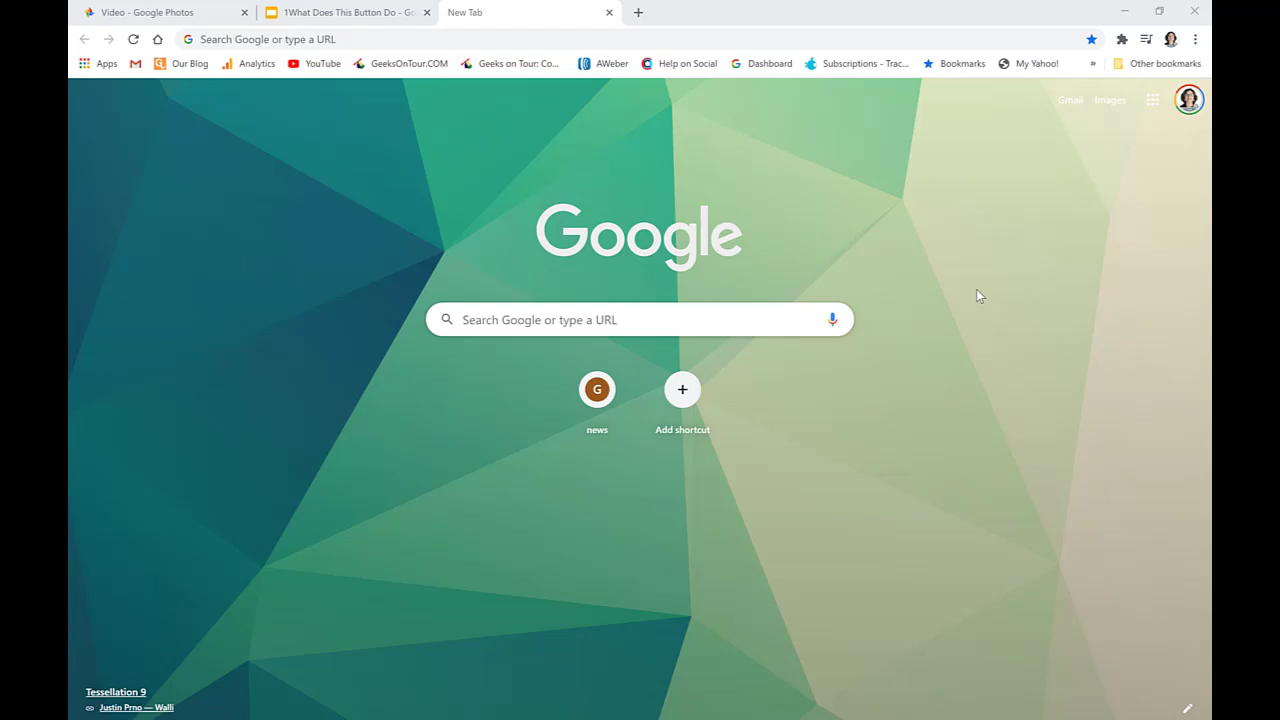 Video - Google Photos
1What Does This Button Do - Go
New Tab
Search Google or type a URL
Apps
Our Blog
Analytics
YouTube
GeeksOnTour.COM
Geeks on Tour: Co...
AWeber
Help on Social
Dashboard
Subscriptions - Trac...
Bookmarks
My Yahoo!
»
Other bookmarks
Gmail
Images
Google
Search Google or type a URL
G
news
Add shortcut
Tessellation 9
Justin Prno — Walli